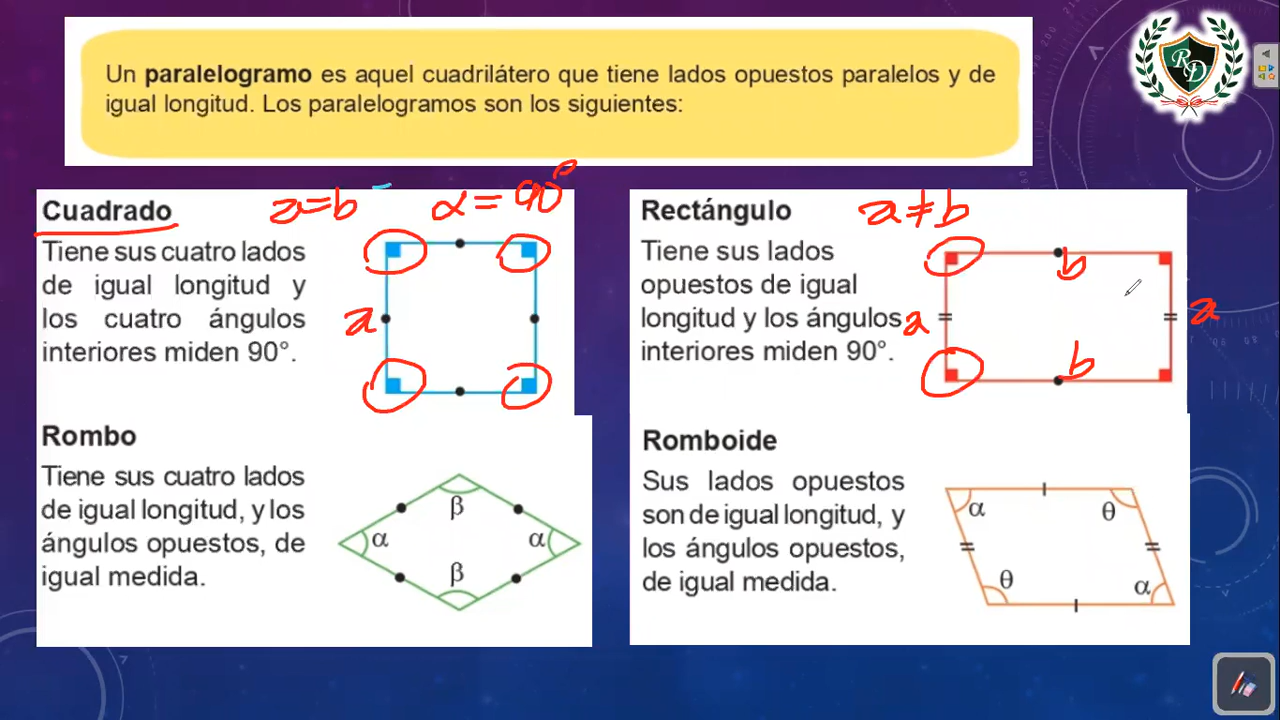 Un paralelogramo es aquel cuadrilátero que tiene lados opuestos paralelos y de
igual longitud. Los paralelogramos son los siguientes:
RD
Cuadrado
a=b
α=90°
Tiene sus cuatro lados
de igual longitud y
los cuatro ángulos
interiores miden 90°.
a
Rectángulo
a≠b
Tiene sus lados
opuestos de igual
longitud y los ángulos
interiores miden 90°.
b
a
a
b
Rombo
Tiene sus cuatro lados
de igual longitud, y los
ángulos opuestos, de
igual medida.
β
α
α
β
Romboide
Sus lados opuestos
son de igual longitud, y
los ángulos opuestos,
de igual medida.
α
θ
θ
α